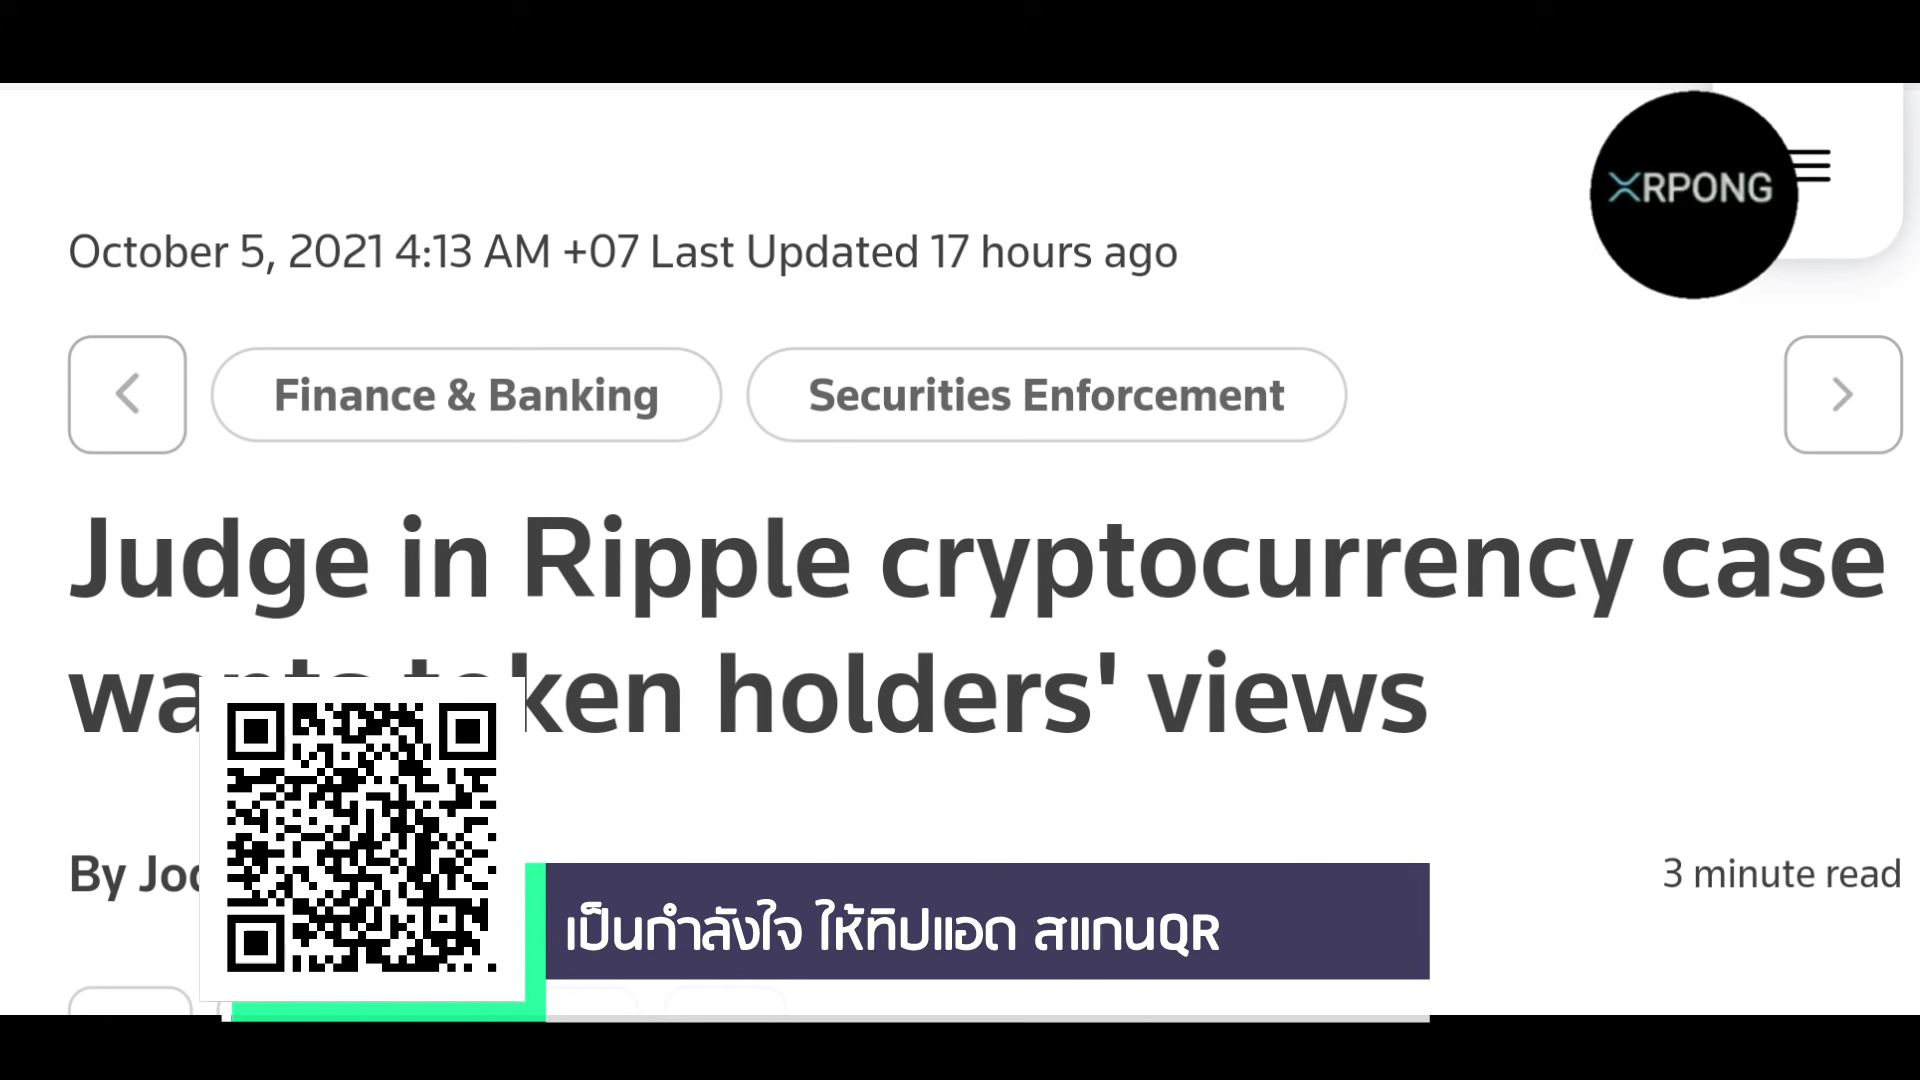 XRPONG
October 5, 2021 4:13 AM +07 Last Updated 17 hours ago
Finance & Banking
Securities Enforcement
Judge in Ripple cryptocurrency case
holders' views
By
3 minute read
เป็นกำลังใจ ให้ทิปแอด สแกนQR